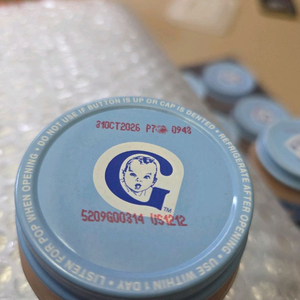 21OCT2026 P7 0943
G
TM
5209G00314 US1212
• DO NOT USE IF BUTTON IS UP OR CAP IS DENTED • REFRIGERATE AFTER OPENING • USE WITHIN 1 DAY • LISTEN FOR POP WHEN OPENING